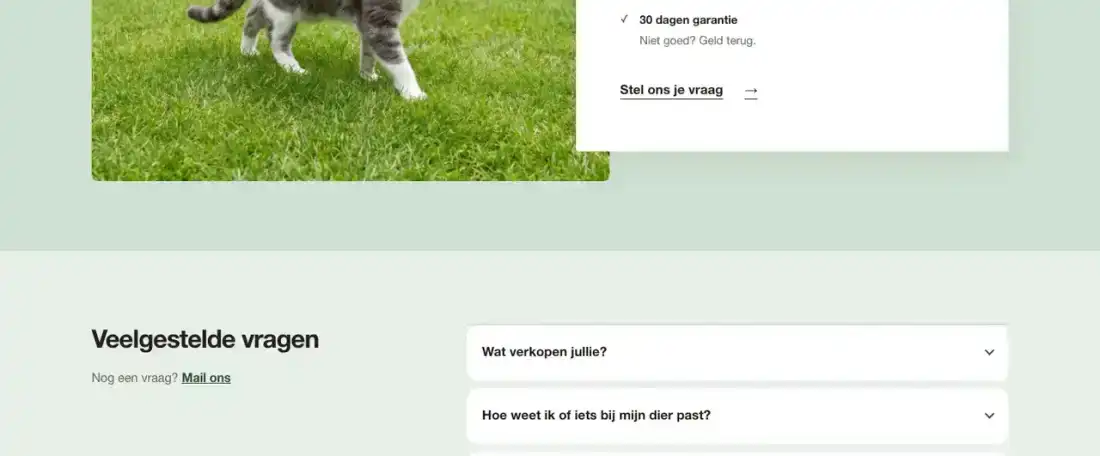 ✓ 30 dagen garantie
Niet goed? Geld terug.
Stel ons je vraag →
Veelgestelde vragen
Nog een vraag? Mail ons
Wat verkopen jullie?
Hoe weet ik of iets bij mijn dier past?